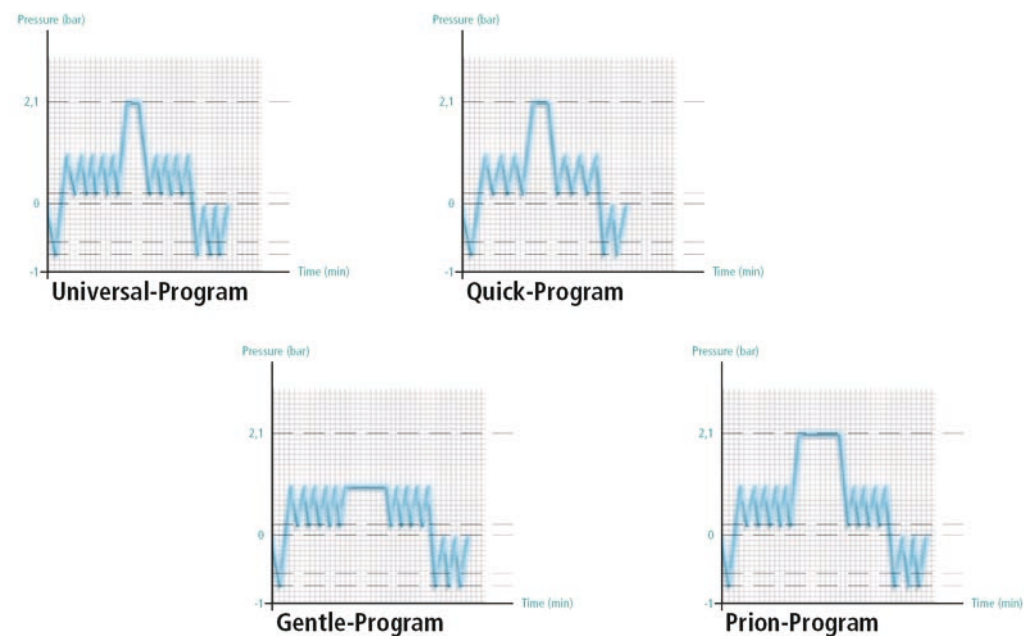 Pressure (bar)
2,1
0
-1
Time (min)
Universal-Program
Pressure (bar)
2,1
0
-1
Time (min)
Quick-Program
Pressure (bar)
2,1
0
-1
Time (min)
Gentle-Program
Pressure (bar)
2,1
0
-1
Time (min)
Prion-Program